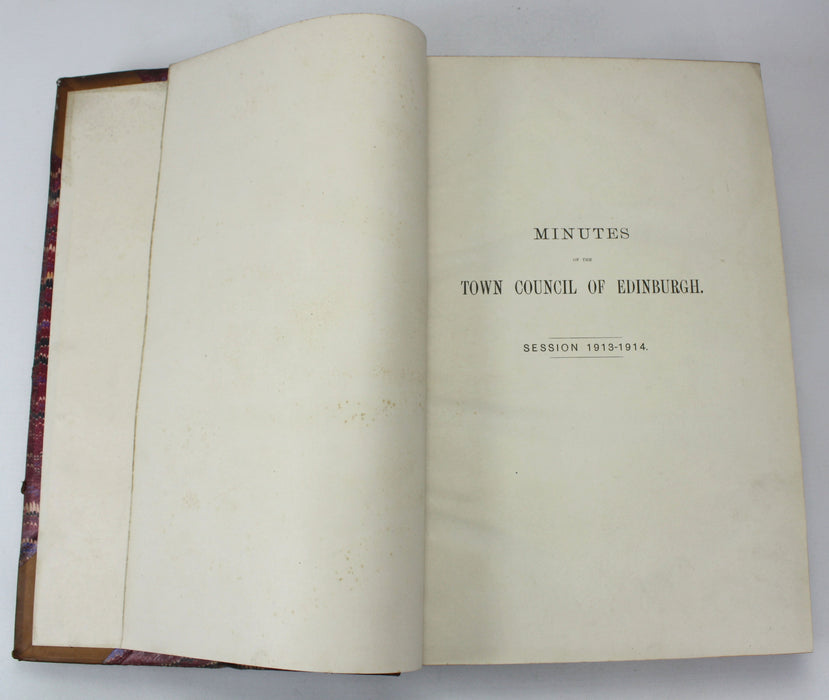 MINUTES
OF THE
TOWN COUNCIL OF EDINBURGH.
SESSION 1913-1914.